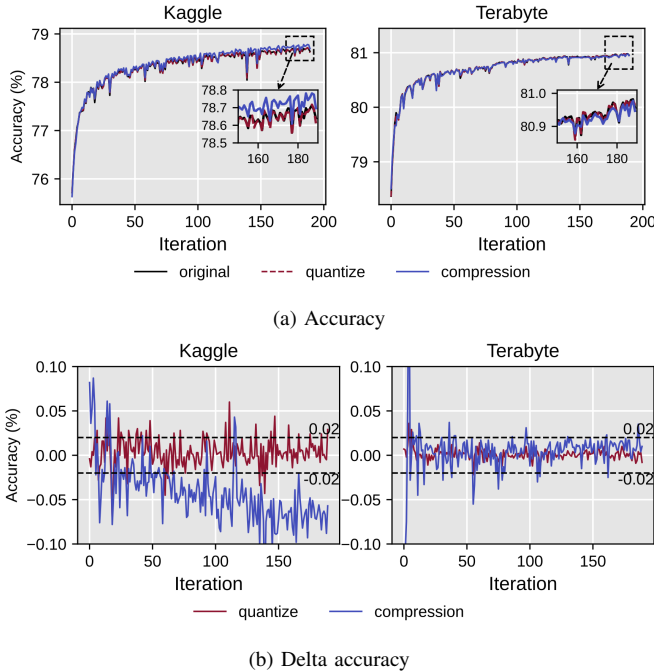 Kaggle
Terabyte
Accuracy (%)
79
78
77
76
78.8
78.7
78.6
78.5
160
180
0
50
100
150
200
Iteration
81
80
79
81.0
80.9
160
180
0
50
100
150
200
Iteration
original
quantize
compression
(a) Accuracy
Kaggle
Terabyte
Accuracy (%)
0.10
0.05
0.00
−0.05
−0.10
0.02
-0.02
0
50
100
150
Iteration
0.10
0.05
0.00
−0.05
−0.10
0.02
-0.02
0
50
100
150
Iteration
quantize
compression
(b) Delta accuracy